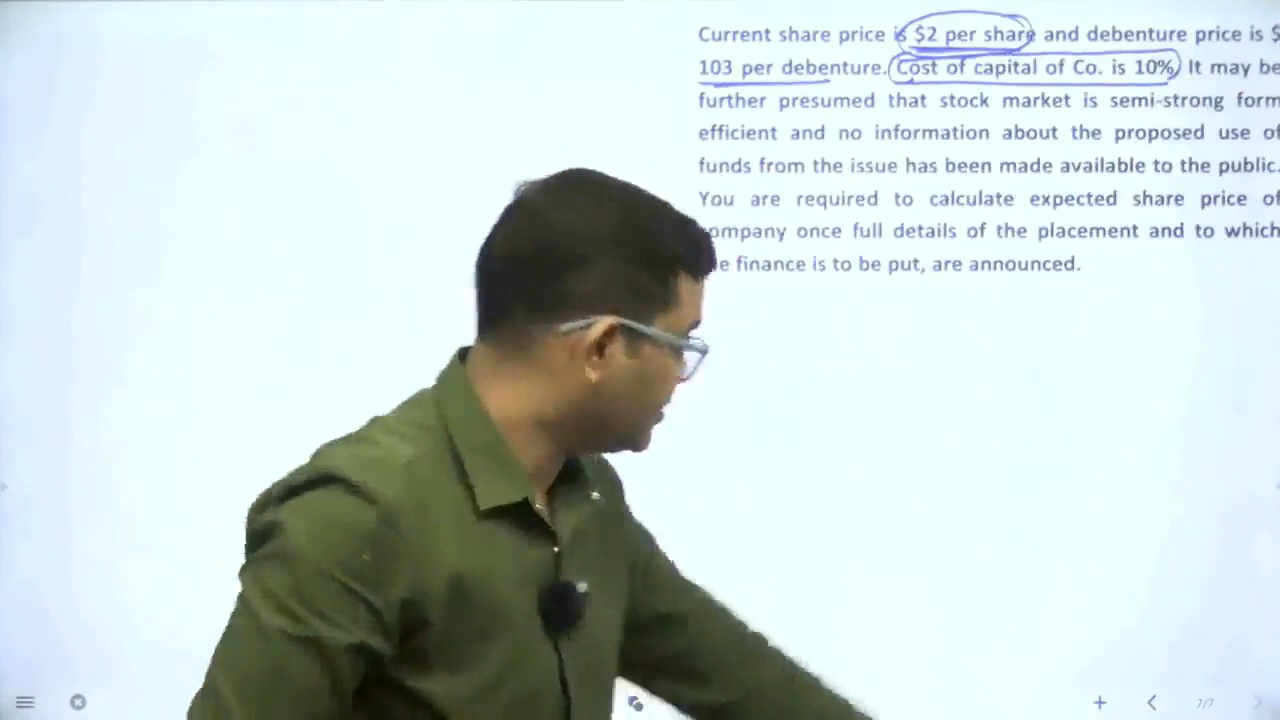 Current share price is $2 per share and debenture price is $
103 per debenture. Cost of capital of Co. is 10%. It may be
further presumed that stock market is semi-strong form
efficient and no information about the proposed use of
funds from the issue has been made available to the public.
You are required to calculate expected share price of
company once full details of the placement and to which
finance is to be put, are announced.
7/7